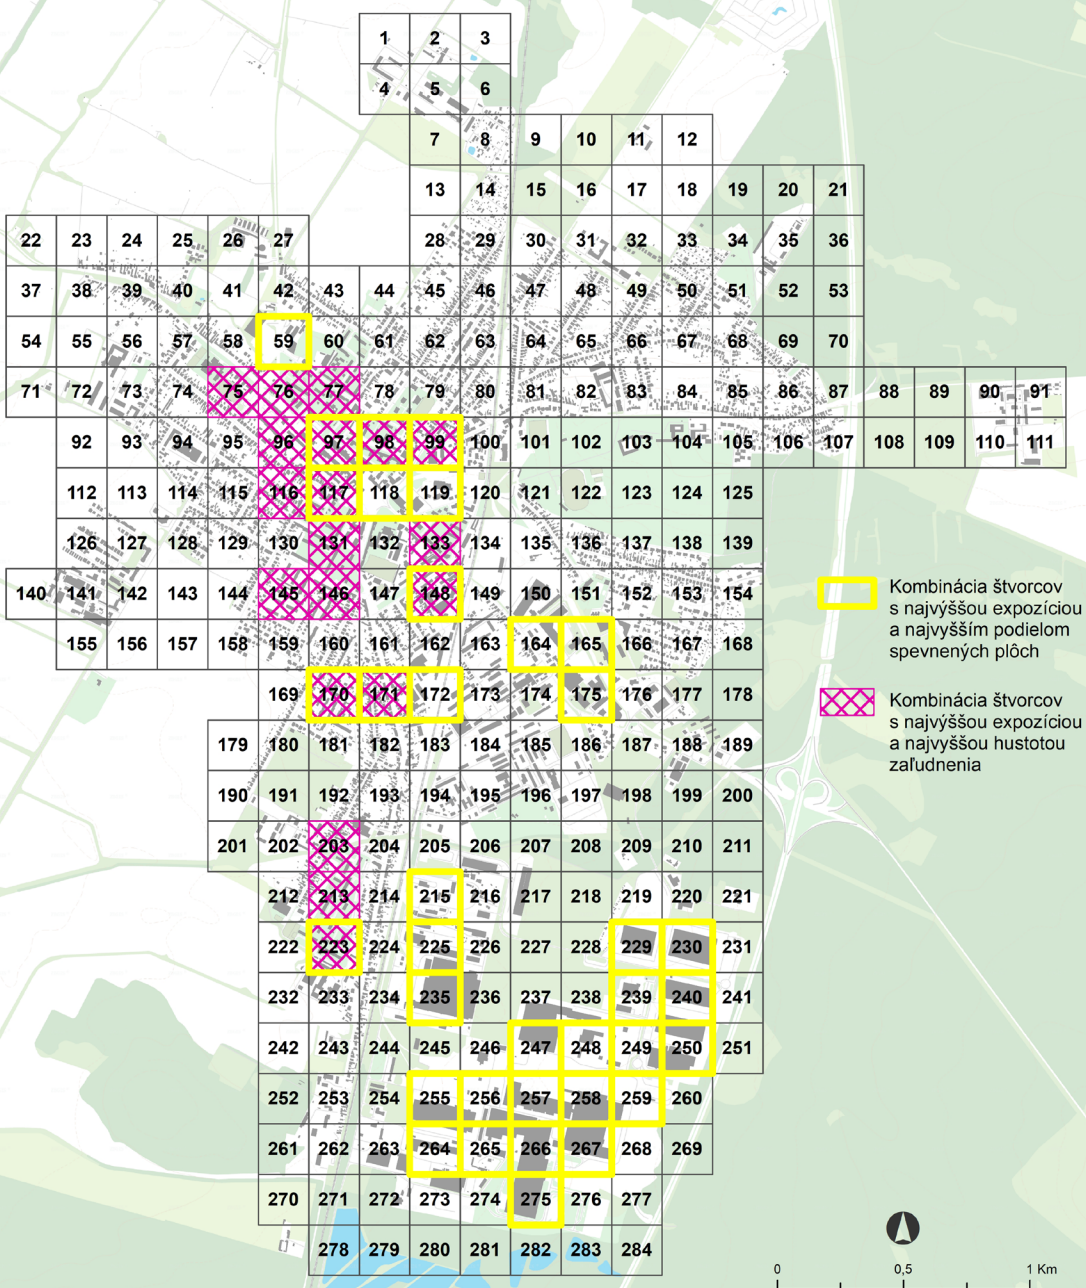 1 2 3
4 5 6
7 8 9 10 11 12
13 14 15 16 17 18 19 20 21
22 23 24 25 26 27 28 29 30 31 32 33 34 35 36
37 38 39 40 41 42 43 44 45 46 47 48 49 50 51 52 53
54 55 56 57 58 59 60 61 62 63 64 65 66 67 68 69 70
71 72 73 74 75 76 77 78 79 80 81 82 83 84 85 86 87 88 89 90 91
92 93 94 95 96 97 98 99 100 101 102 103 104 105 106 107 108 109 110 111
112 113 114 115 116 117 118 119 120 121 122 123 124 125
126 127 128 129 130 131 132 133 134 135 136 137 138 139
140 141 142 143 144 145 146 147 148 149 150 151 152 153 154
155 156 157 158 159 160 161 162 163 164 165 166 167 168
169 170 171 172 173 174 175 176 177 178
179 180 181 182 183 184 185 186 187 188 189
190 191 192 193 194 195 196 197 198 199 200
201 202 203 204 205 206 207 208 209 210 211
212 213 214 215 216 217 218 219 220 221
222 223 224 225 226 227 228 229 230 231
232 233 234 235 236 237 238 239 240 241
242 243 244 245 246 247 248 249 250 251
252 253 254 255 256 257 258 259 260
261 262 263 264 265 266 267 268 269
270 271 272 273 274 275 276 277
278 279 280 281 282 283 284
Kombinácia štvorcov
s najvýššou expozíciou
a najvyšším podielom
spevnených plôch
Kombinácia štvorcov
s najvýššou expozíciou
a najvyššou hustotou
zaľudnenia
0 0,5 1 Km